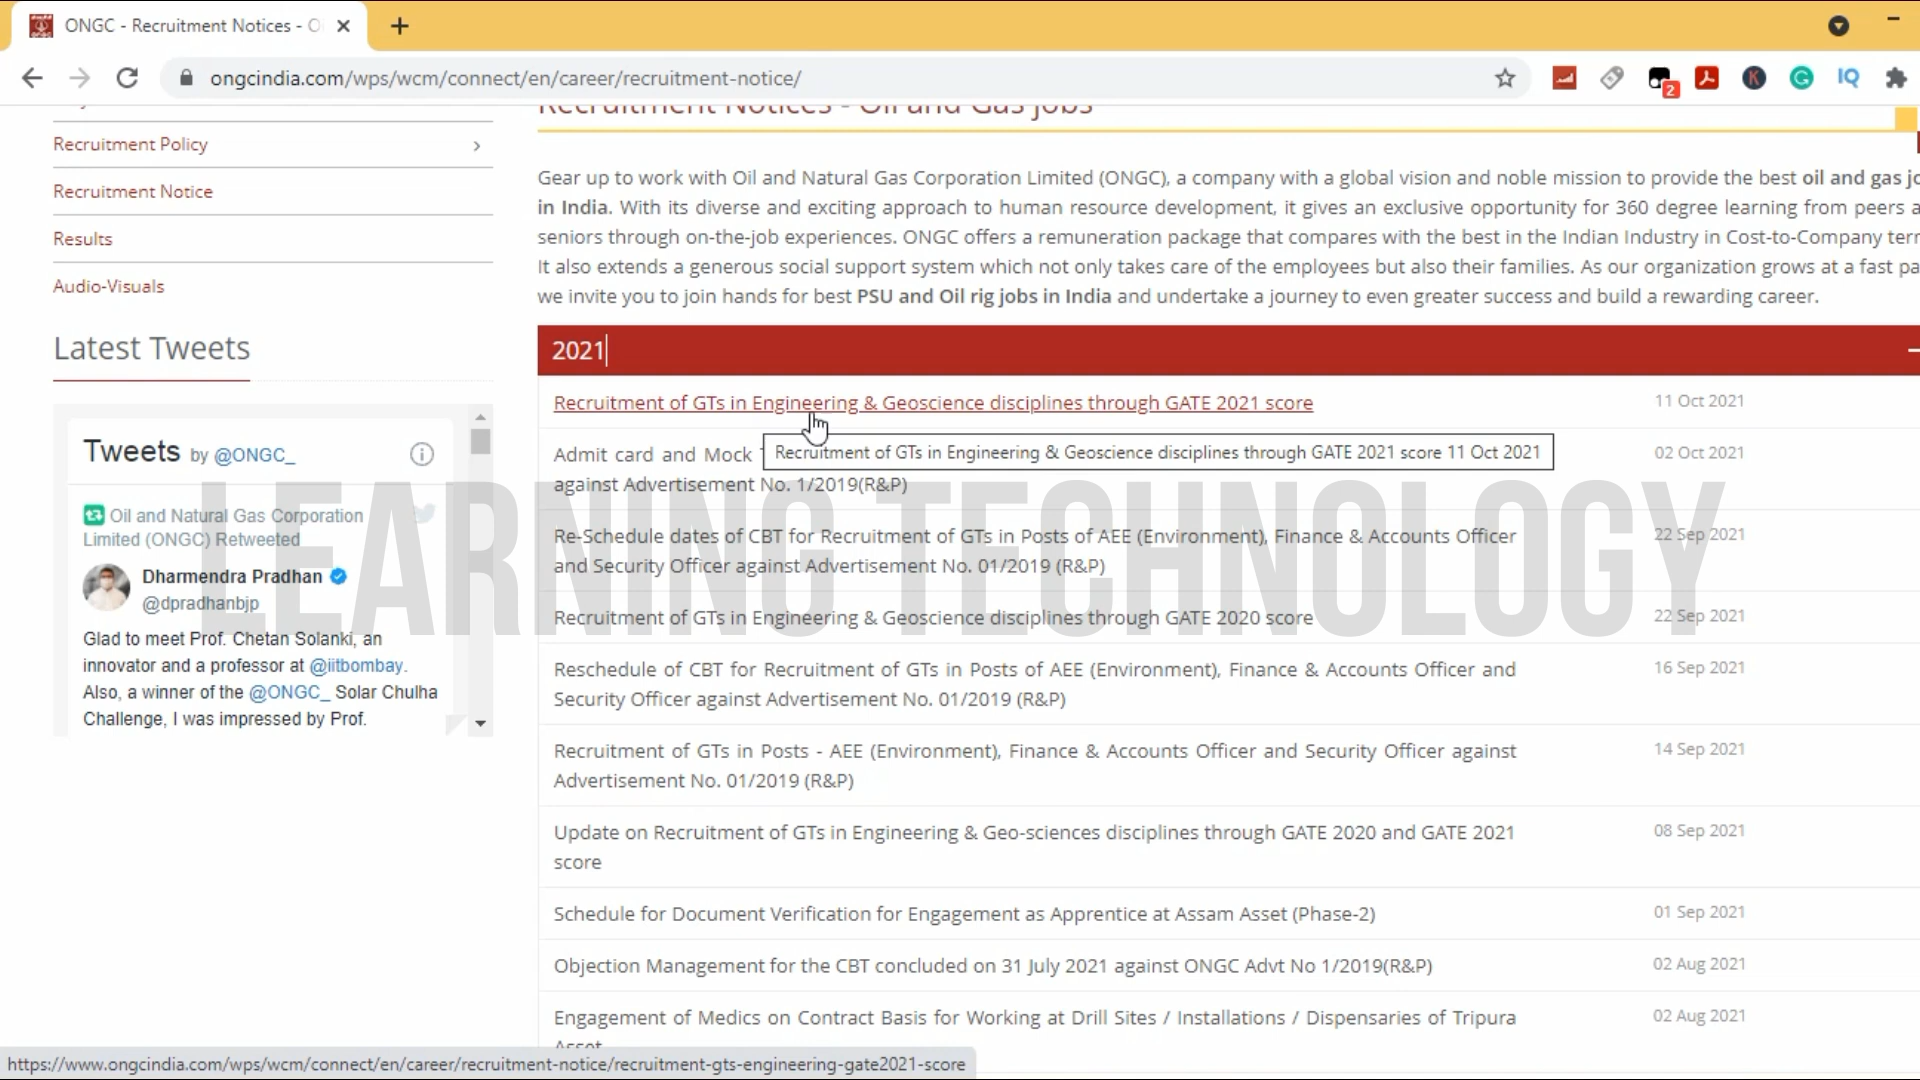 ONGC - Recruitment Notices - O
ongcindia.com/wps/wcm/connect/en/career/recruitment-notice/
2
K
G
IQ
Recruitment Policy
Recruitment Notice
Results
Audio-Visuals
Latest Tweets
Tweets by @ONGC_
Oil and Natural Gas Corporation
Limited (ONGC) Retweeted
Dharmendra Pradhan
@dpradhanbjp
Glad to meet Prof. Chetan Solanki, an
innovator and a professor at @iitbombay.
Also, a winner of the @ONGC_ Solar Chulha
Challenge, I was impressed by Prof.
Recruitment Notices - Oil and Gas Jobs
Gear up to work with Oil and Natural Gas Corporation Limited (ONGC), a company with a global vision and noble mission to provide the best oil and gas jo
in India. With its diverse and exciting approach to human resource development, it gives an exclusive opportunity for 360 degree learning from peers a
seniors through on-the-job experiences. ONGC offers a remuneration package that compares with the best in the Indian Industry in Cost-to-Company ter
It also extends a generous social support system which not only takes care of the employees but also their families. As our organization grows at a fast pa
we invite you to join hands for best PSU and Oil rig jobs in India and undertake a journey to even greater success and build a rewarding career.
2021
Recruitment of GTs in Engineering & Geoscience disciplines through GATE 2021 score 11 Oct 2021
Recruitment of GTs in Engineering & Geoscience disciplines through GATE 2021 score 11 Oct 2021
Admit card and Mock 02 Oct 2021
against Advertisement No. 1/2019(R&P)
LEARNING TECHNOLOGY
Re-Schedule dates of CBT for Recruitment of GTs in Posts of AEE (Environment), Finance & Accounts Officer 22 Sep 2021
and Security Officer against Advertisement No. 01/2019 (R&P)
Recruitment of GTs in Engineering & Geoscience disciplines through GATE 2020 score 22 Sep 2021
Reschedule of CBT for Recruitment of GTs in Posts of AEE (Environment), Finance & Accounts Officer and 16 Sep 2021
Security Officer against Advertisement No. 01/2019 (R&P)
Recruitment of GTs in Posts - AEE (Environment), Finance & Accounts Officer and Security Officer against 14 Sep 2021
Advertisement No. 01/2019 (R&P)
Update on Recruitment of GTs in Engineering & Geo-sciences disciplines through GATE 2020 and GATE 2021 08 Sep 2021
score
Schedule for Document Verification for Engagement as Apprentice at Assam Asset (Phase-2) 01 Sep 2021
Objection Management for the CBT concluded on 31 July 2021 against ONGC Advt No 1/2019(R&P) 02 Aug 2021
Engagement of Medics on Contract Basis for Working at Drill Sites / Installations / Dispensaries of Tripura 02 Aug 2021
Asset
https://www.ongcindia.com/wps/wcm/connect/en/career/recruitment-notice/recruitment-gts-engineering-gate2021-score